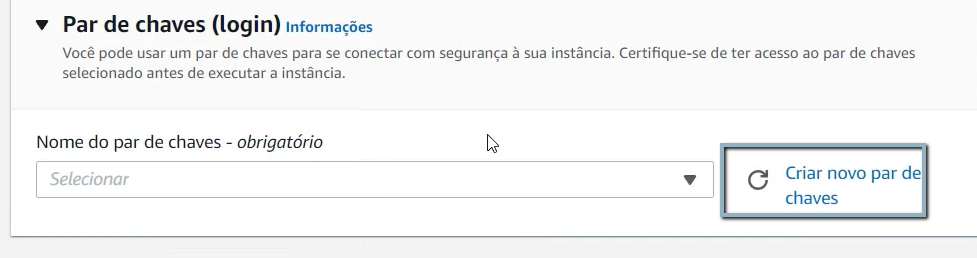 Par de chaves (login) Informações
Você pode usar um par de chaves para se conectar com segurança à sua instância. Certifique-se de ter acesso ao par de chaves
selecionado antes de executar a instância.
Nome do par de chaves - obrigatório
Selecionar
Criar novo par de
chaves